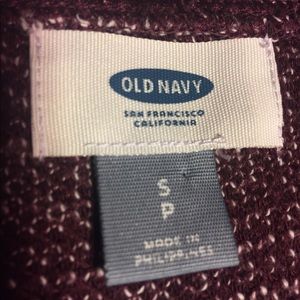 OLD NAVY
SAN FRANCISCO
CALIFORNIA
S
P
MADE IN
PHILIPPINES